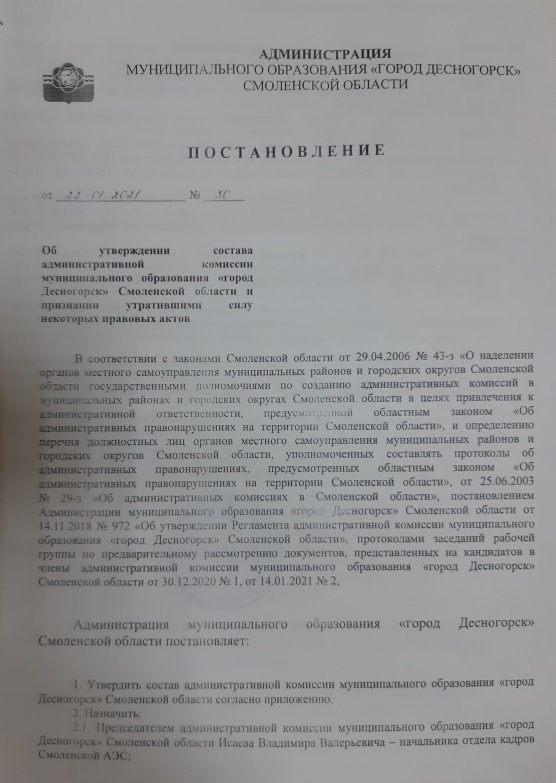 АДМИНИСТРАЦИЯ
МУНИЦИПАЛЬНОГО ОБРАЗОВАНИЯ «ГОРОД ДЕСНОГОРСК»
СМОЛЕНСКОЙ ОБЛАСТИ
ПОСТАНОВЛЕНИЕ
от 22.01.2021 № 30
Об утверждении состава
административной комиссии
муниципального образования «город
Десногорск» Смоленской области и
признании утратившими силу
некоторых правовых актов
В соответствии с законами Смоленской области от 29.04.2006 № 43-з «О наделении
органов местного самоуправления муниципальных районов и городских округов Смоленской
области государственными полномочиями по созданию административных комиссий в
муниципальных районах и городских округах Смоленской области в целях привлечения к
административной ответственности, предусмотренной областным законом «Об
административных правонарушениях на территории Смоленской области», и определению
перечня должностных лиц органов местного самоуправления муниципальных районов и
городских округов Смоленской области, уполномоченных составлять протоколы об
административных правонарушениях, предусмотренных областным законом «Об
административных правонарушениях на территории Смоленской области», от 25.06.2003
№ 29-з «Об административных комиссиях в Смоленской области», постановлением
Администрации муниципального образования «город Десногорск» Смоленской области от
14.11.2018 № 972 «Об утверждении Регламента административной комиссии муниципального
образования «город Десногорск» Смоленской области», протоколами заседаний рабочей
группы по предварительному рассмотрению документов, представленных на кандидатов в
члены административной комиссии муниципального образования «город Десногорск»
Смоленской области от 30.12.2020 № 1, от 14.01.2021 № 2,
Администрация муниципального образования «город Десногорск»
Смоленской области постановляет:
1. Утвердить состав административной комиссии муниципального образования «город
Десногорск» Смоленской области согласно приложению.
2. Назначить:
2.1. Председателем административной комиссии муниципального образования «город
Десногорск» Смоленской области Исаева Владимира Валерьевича – начальника отдела кадров
Смоленской АЭС;